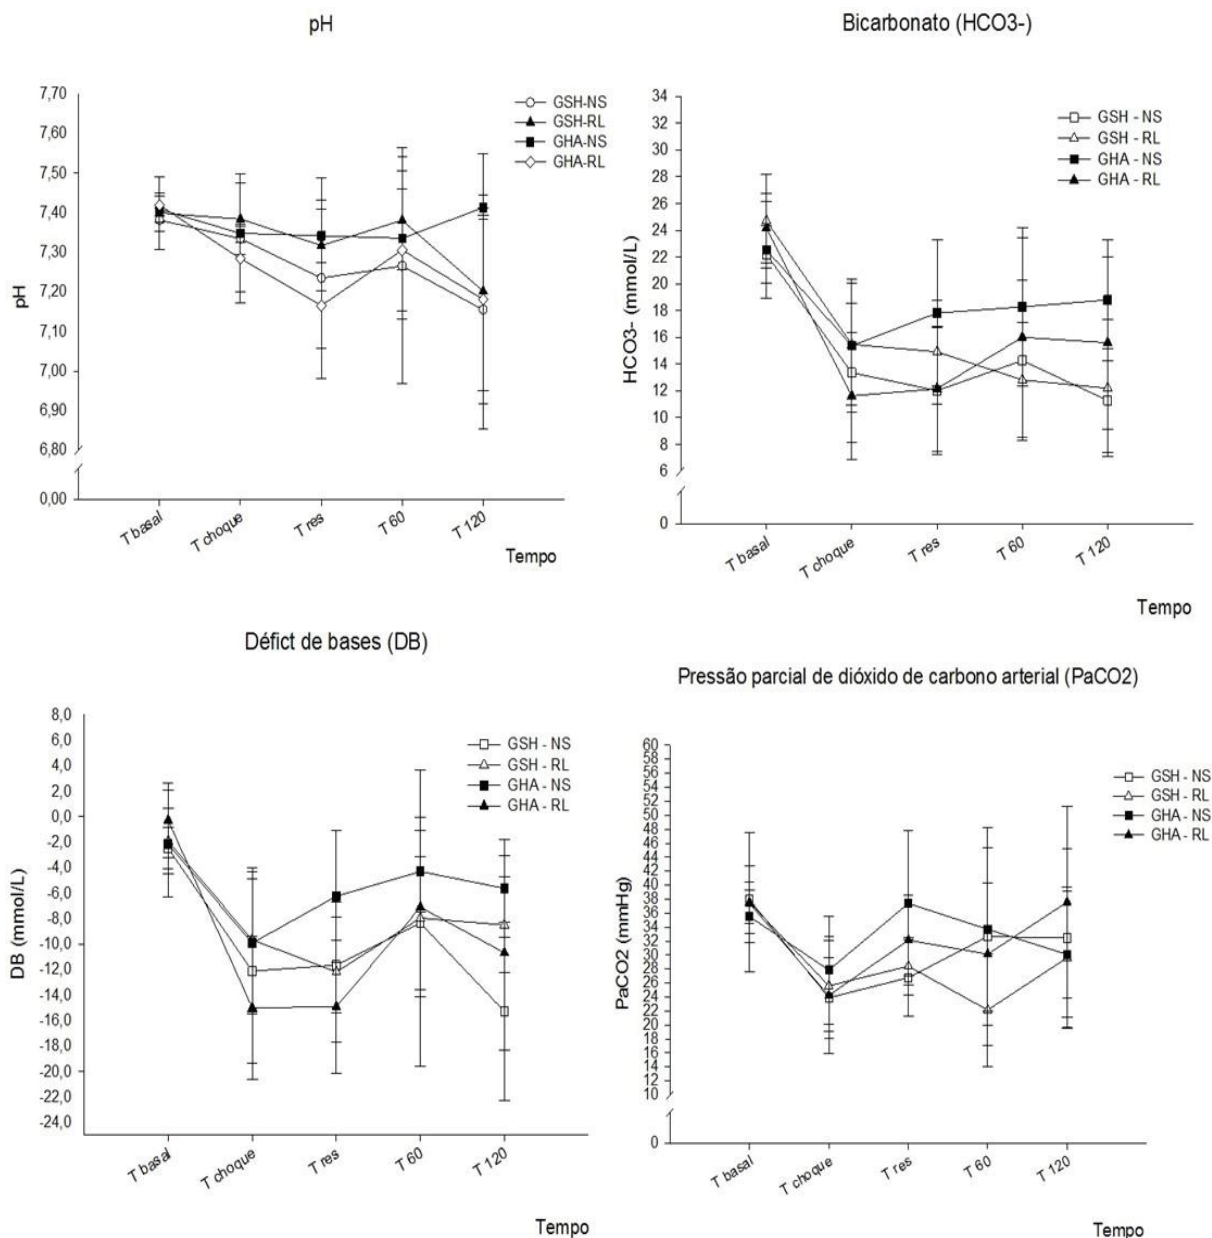 pH
7,70
7,60
7,50
7,40
7,30
7,20
7,10
7,00
6,90
6,80
0,00
pH
GSH-NS
GSH-RL
GHA-NS
GHA-RL
T basal
T choque
T res
T 60
T 120
Tempo
Bicarbonato (HCO3-)
34
32
30
28
26
24
22
20
18
16
14
12
10
8
6
0
HCO3- (mmol/L)
GSH - NS
GSH - RL
GHA - NS
GHA - RL
T basal
T choque
T res
T 60
T 120
Tempo
Défict de bases (DB)
8,0
6,0
4,0
2,0
0,0
-2,0
-4,0
-6,0
-8,0
-10,0
-12,0
-14,0
-16,0
-18,0
-20,0
-22,0
-24,0
DB (mmol/L)
GSH - NS
GSH - RL
GHA - NS
GHA - RL
T basal
T choque
T res
T 60
T 120
Tempo
Pressão parcial de dióxido de carbono arterial (PaCO2)
60
58
56
54
52
50
48
46
44
42
40
38
36
34
32
30
28
26
24
22
20
18
16
14
12
10
0
PaCO2 (mmHg)
GSH - NS
GSH - RL
GHA - NS
GHA - RL
T basal
T choque
T res
T 60
T 120
Tempo